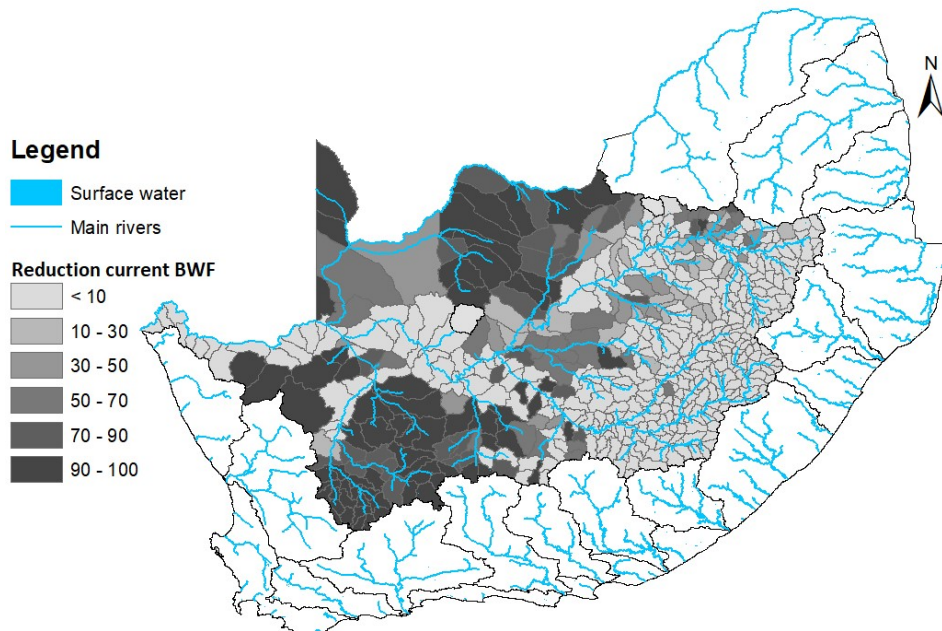 N
Legend
Surface water
Main rivers
Reduction current BWF
< 10
10 - 30
30 - 50
50 - 70
70 - 90
90 - 100